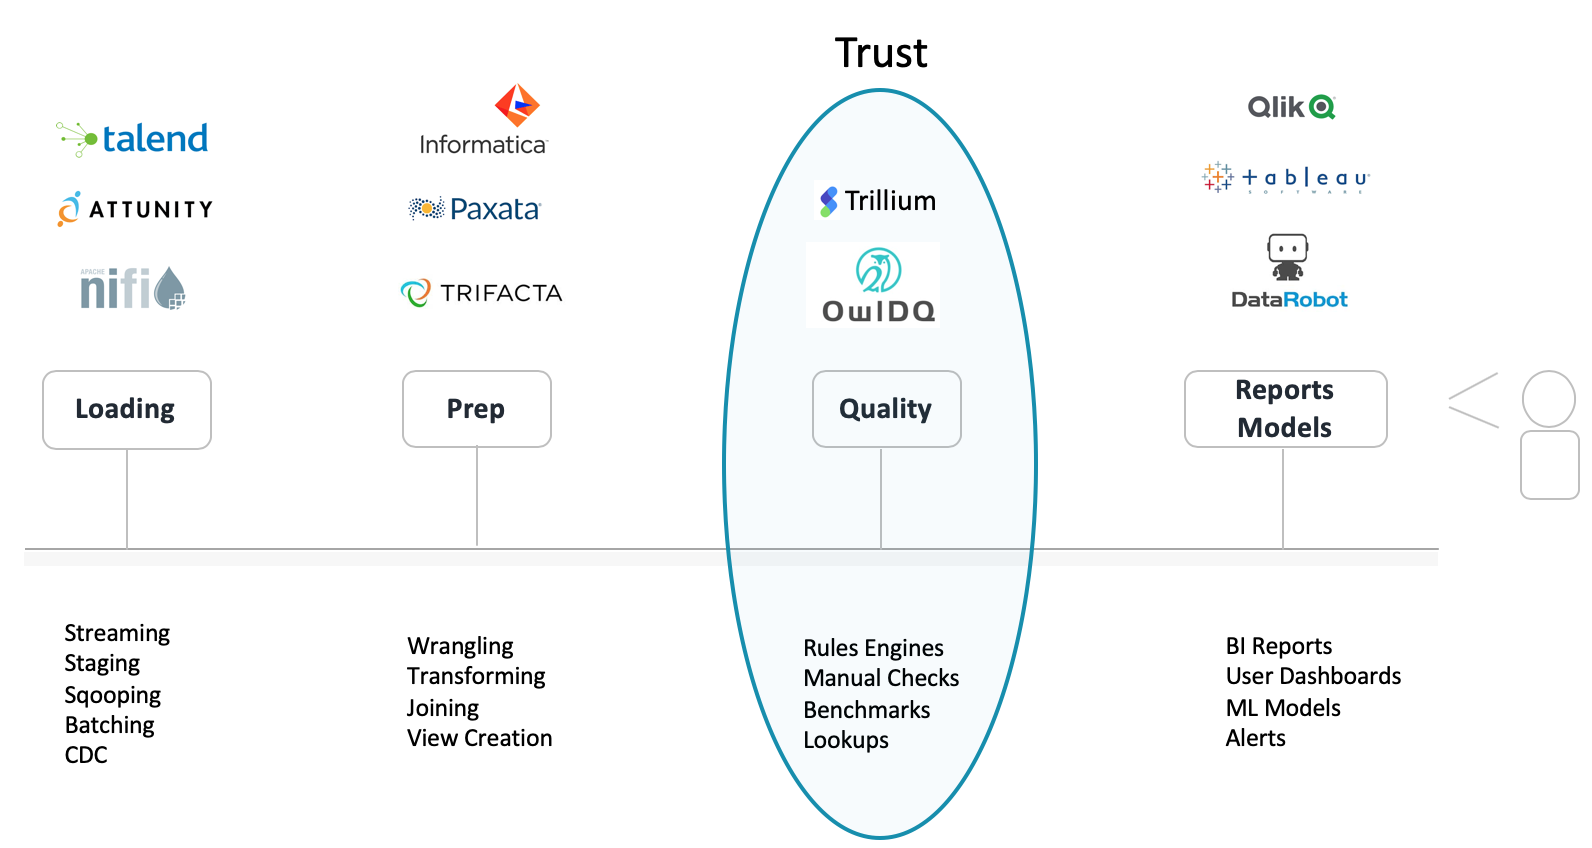 Trust
talend
ATTUNITY
APACHE
nifi
Informatica
Paxata
TRIFACTA
Trillium
OwlDQ
Qlik
+ableau
SOFTWARE
DataRobot
Loading
Prep
Quality
Reports
Models
Streaming
Staging
Sqooping
Batching
CDC
Wrangling
Transforming
Joining
View Creation
Rules Engines
Manual Checks
Benchmarks
Lookups
BI Reports
User Dashboards
ML Models
Alerts